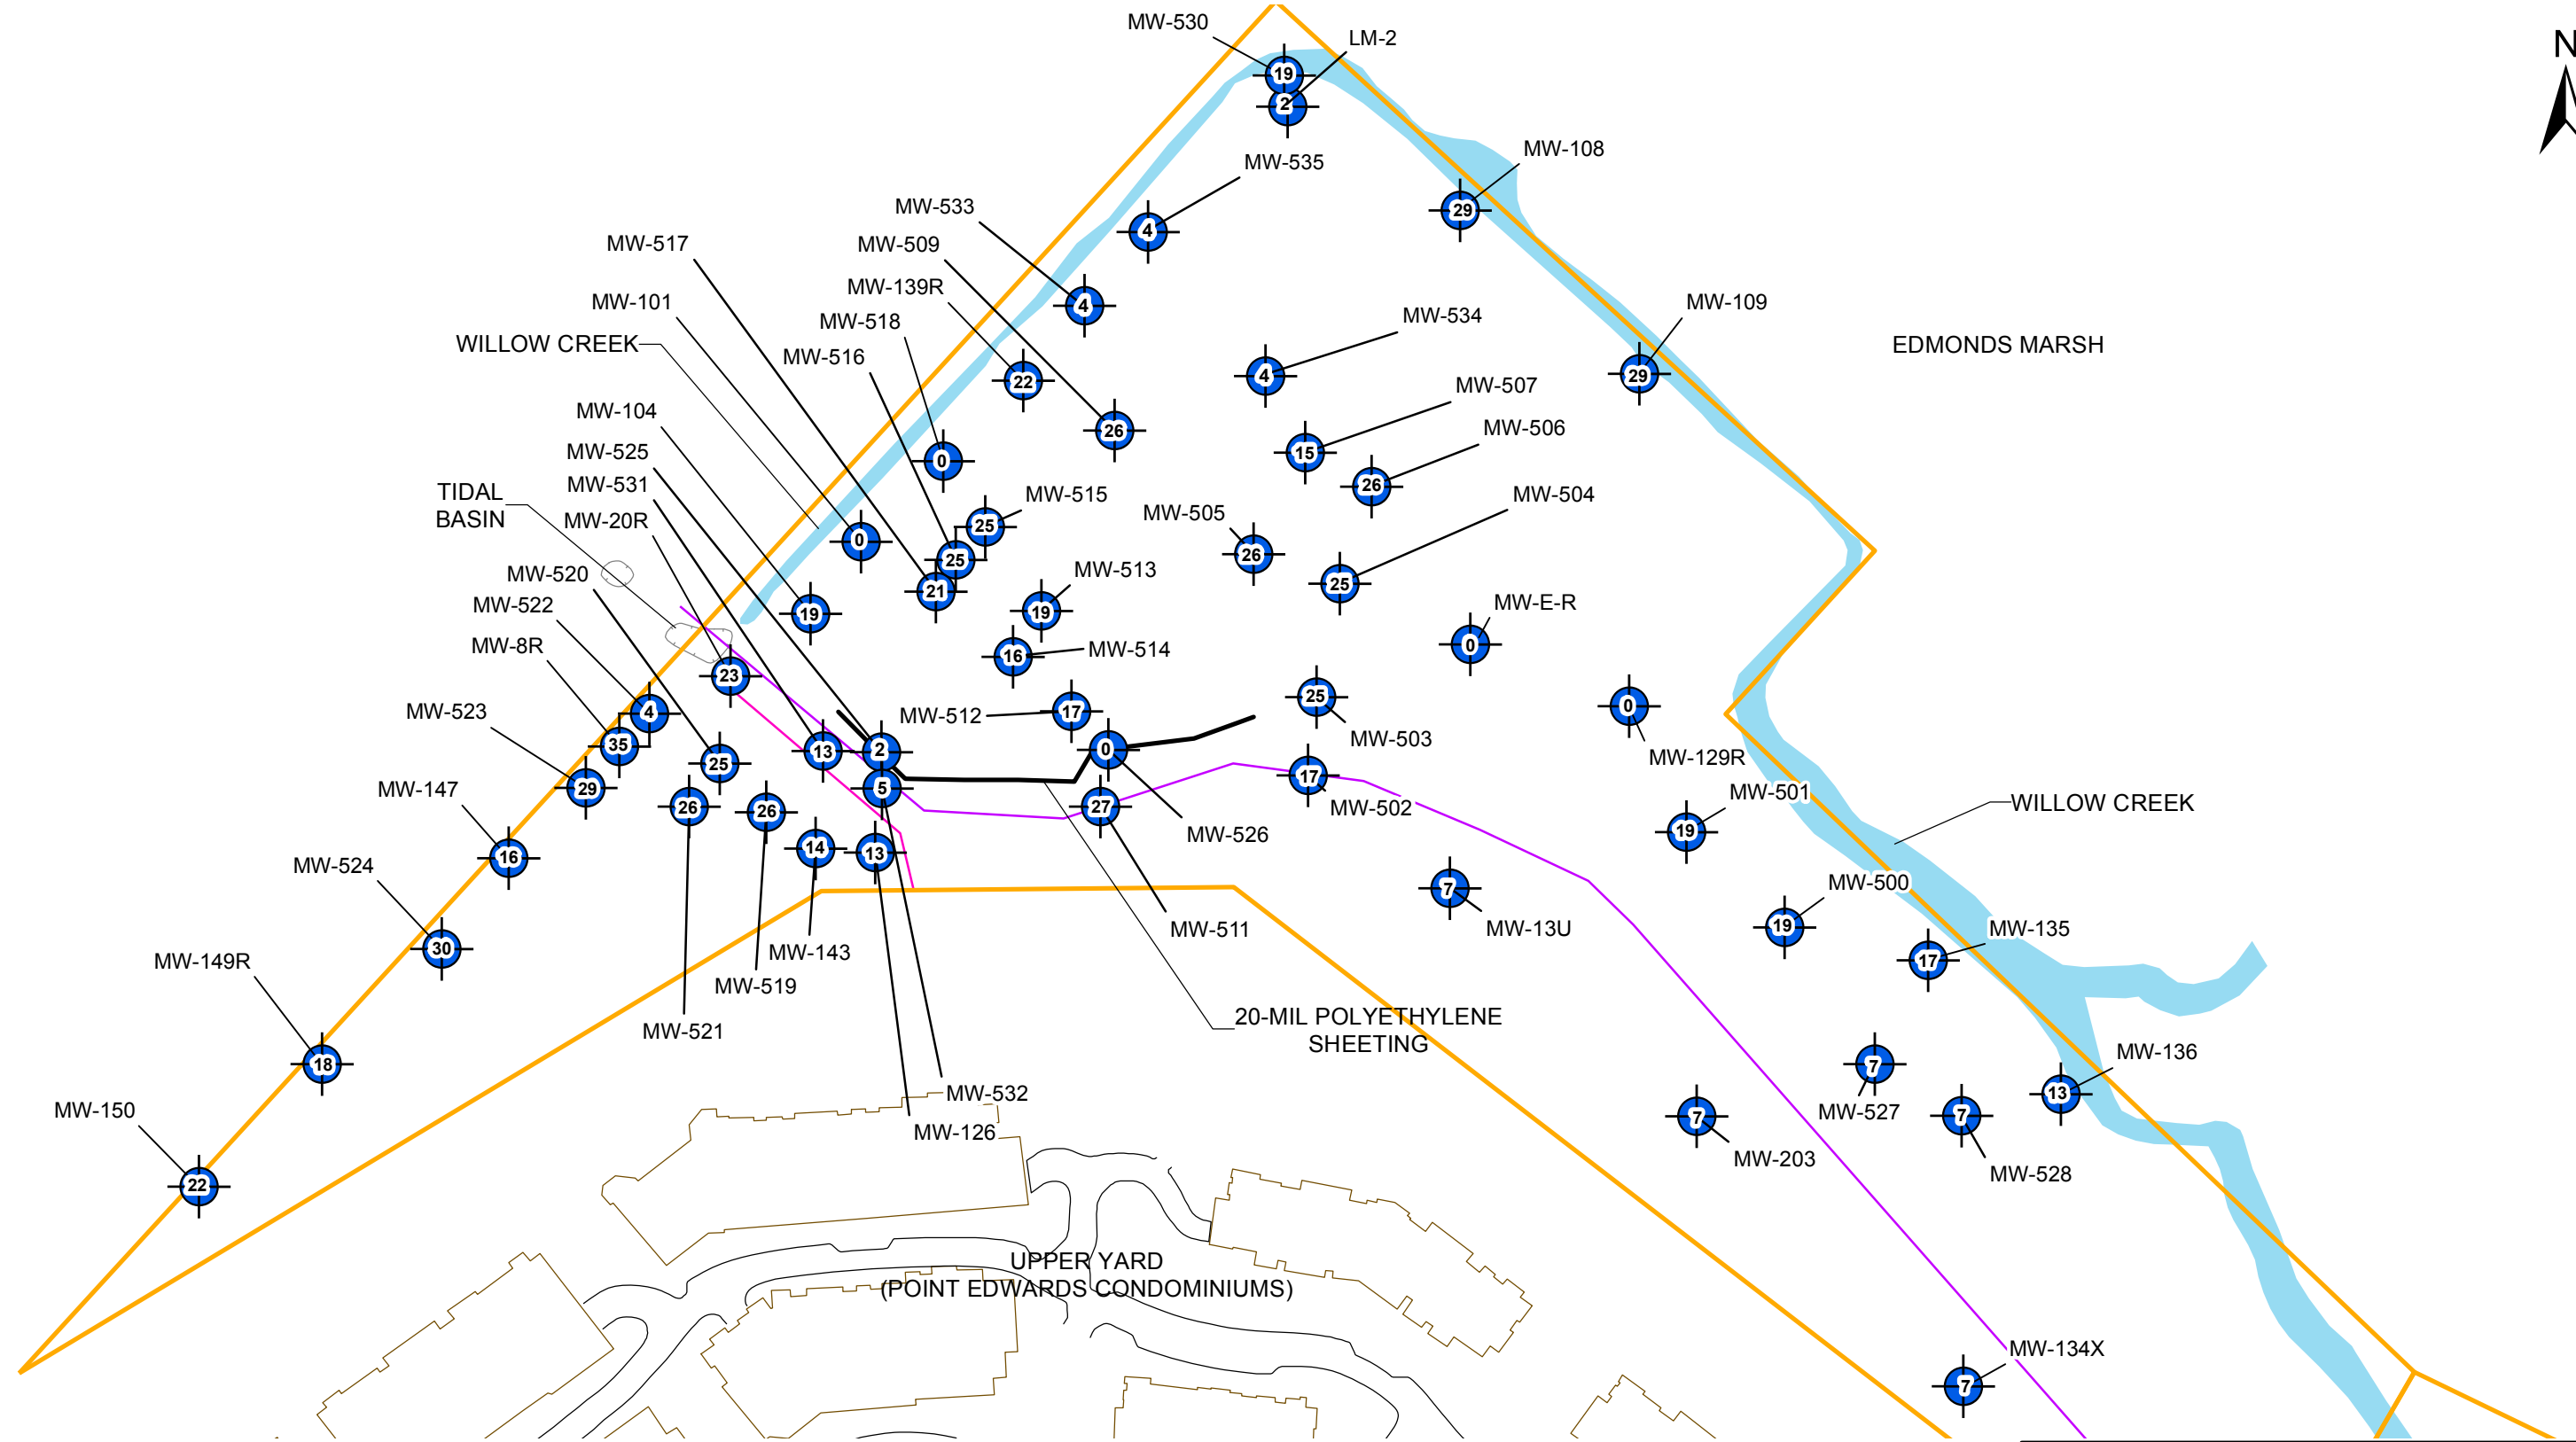 MW-530
N
LM-2
19
2
MW-108
MW-535
29
MW-533
4
MW-517
MW-509
MW-139R
4
MW-101
MW-109
MW-518
MW-534
WILLOW CREEK
EDMONDS MARSH
MW-516
4
29
22
MW-507
MW-104
MW-506
26
MW-525
15
0
MW-531
26
TIDAL
BASIN
MW-515
MW-504
MW-20R
MW-505
25
0
26
25
MW-520
MW-513
25
21
MW-522
19
19
MW-E-R
MW-8R
0
MW-514
16
23
25
MW-523
4
MW-512
17
0
35
MW-503
13
2
0
MW-129R
25
17
29
5
MW-501
MW-147
26
26
27
MW-502
WILLOW CREEK
MW-526
19
14
13
16
MW-524
7
MW-500
30
MW-511
MW-13U
19
MW-135
MW-143
17
MW-149R
MW-519
MW-521
20-MIL POLYETHYLENE
SHEETING
18
7
MW-136
MW-532
13
MW-150
MW-527
7
7
MW-126
MW-203
MW-528
22
UPPER YARD
(POINT EDWARDS CONDOMINIUMS)
MW-134X
7